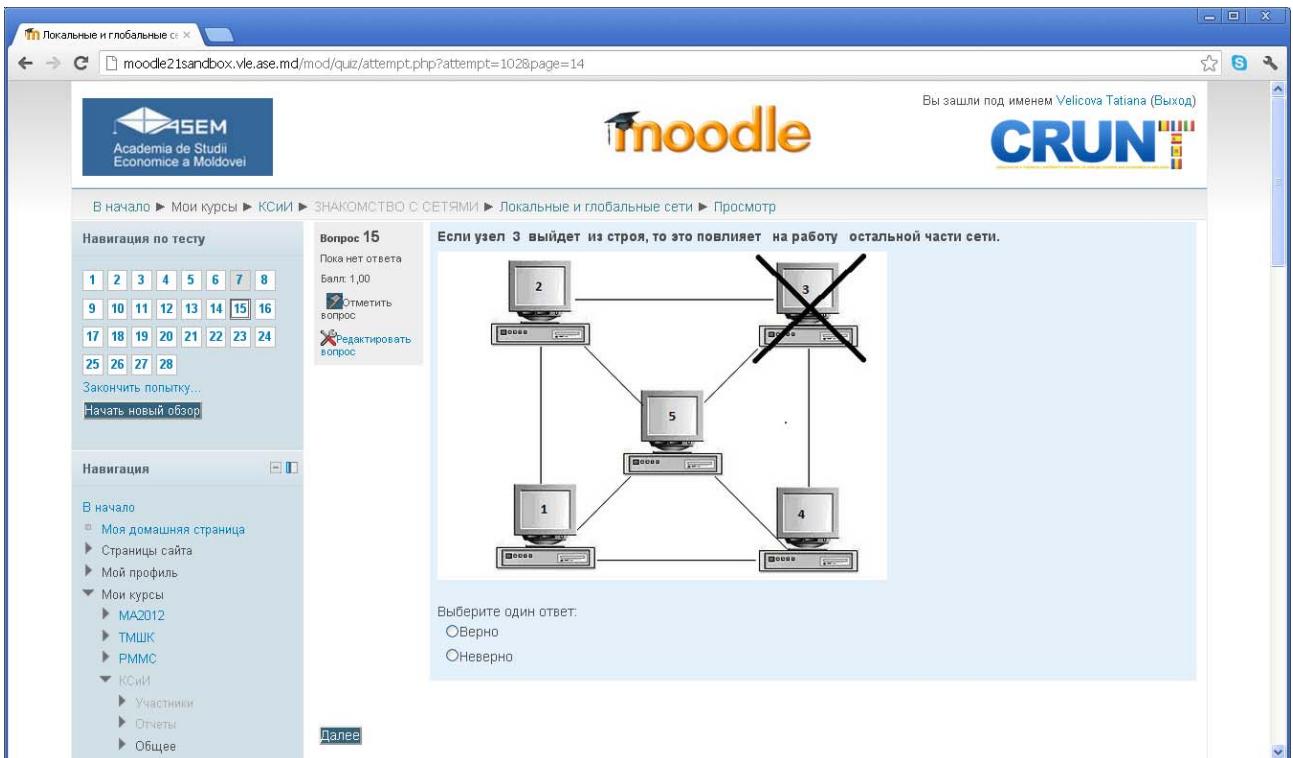 Локальные и глобальные се
moodle21sandbox.vle.ase.md/mod/quiz/attempt.php?attempt=102&page=14
Вы зашли под именем Velicova Tatiana (Выход)
ASEM
Academia de Studii
Economice a Moldovei
moodle
CRUNT
В начало ► Мои курсы ► КСиИ ► ЗНАКОМСТВО С СЕТЯМИ ► Локальные и глобальные сети ► Просмотр
Навигация по тесту
1 2 3 4 5 6 7 8
9 10 11 12 13 14 15 16
17 18 19 20 21 22 23 24
25 26 27 28
Закончить попытку...
Начать новый обзор
Навигация
В начало
Моя домашняя страница
Страницы сайта
Мой профиль
Мои курсы
МА2012
ТМШК
РММС
КСиИ
Участники
Отчеты
Общее
Вопрос 15
Пока нет ответа
Балл: 1,00
Отметить
вопрос
Редактировать
вопрос
Если узел 3 выйдет из строя, то это повлияет на работу остальной части сети.
2
3
5
1
4
Выберите один ответ:
Верно
Неверно
Далее